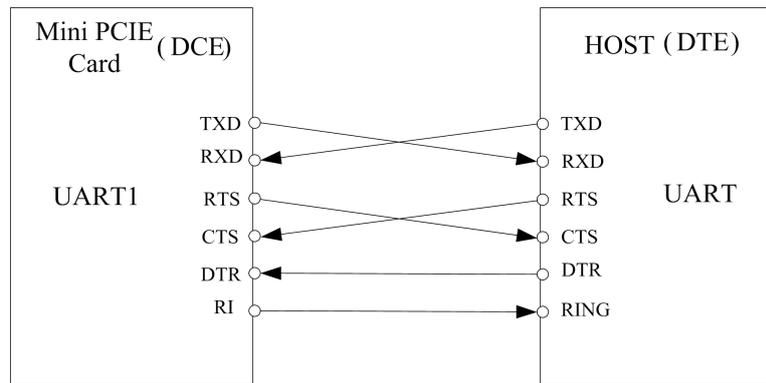 Mini PCIE (DCE)
Card
HOST (DTE)
TXD
RXD
UART1
RTS
CTS
DTR
RI
TXD
RXD
UART
RTS
CTS
DTR
RING